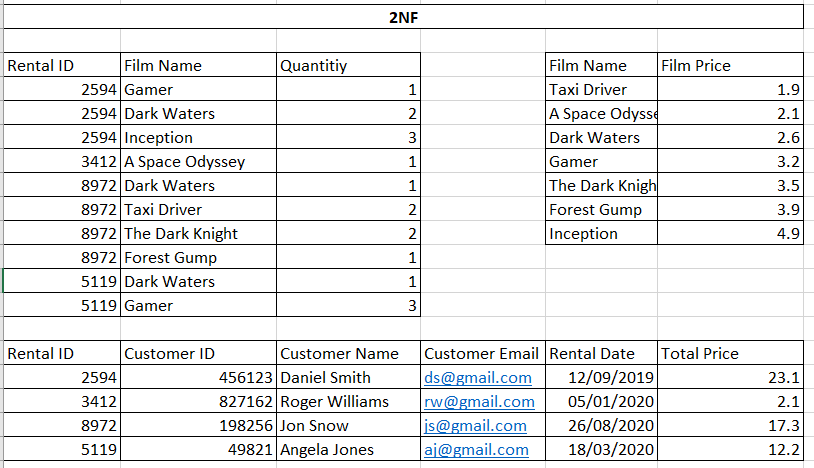 2NF
Rental ID Film Name Quantitiy Film Name Film Price
2594 Gamer 1 Taxi Driver 1.9
2594 Dark Waters 2 A Space Odysse 2.1
2594 Inception 3 Dark Waters 2.6
3412 A Space Odyssey 1 Gamer 3.2
8972 Dark Waters 1 The Dark Knigh 3.5
8972 Taxi Driver 2 Forest Gump 3.9
8972 The Dark Knight 2 Inception 4.9
8972 Forest Gump 1
5119 Dark Waters 1
5119 Gamer 3
Rental ID Customer ID Customer Name Customer Email Rental Date Total Price
2594 456123 Daniel Smith ds@gmail.com 12/09/2019 23.1
3412 827162 Roger Williams rw@gmail.com 05/01/2020 2.1
8972 198256 Jon Snow js@gmail.com 26/08/2020 17.3
5119 49821 Angela Jones aj@gmail.com 18/03/2020 12.2